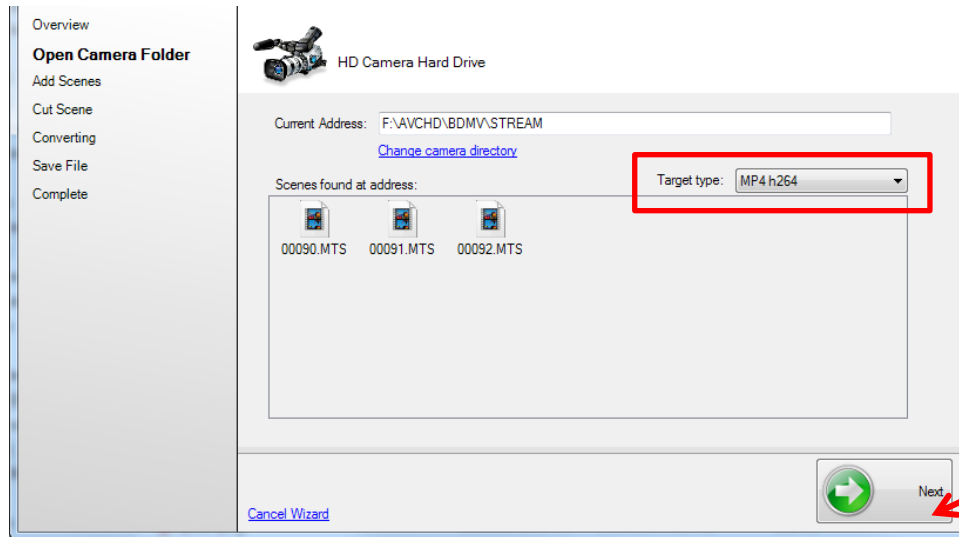 Overview
Open Camera Folder
Add Scenes
Cut Scene
Converting
Save File
Complete
HD Camera Hard Drive
Current Address: F:\AVCHD\BDMV\STREAM
Change camera directory
Scenes found at address:
Target type: MP4 h264
00090.MTS 00091.MTS 00092.MTS
Cancel Wizard
Next